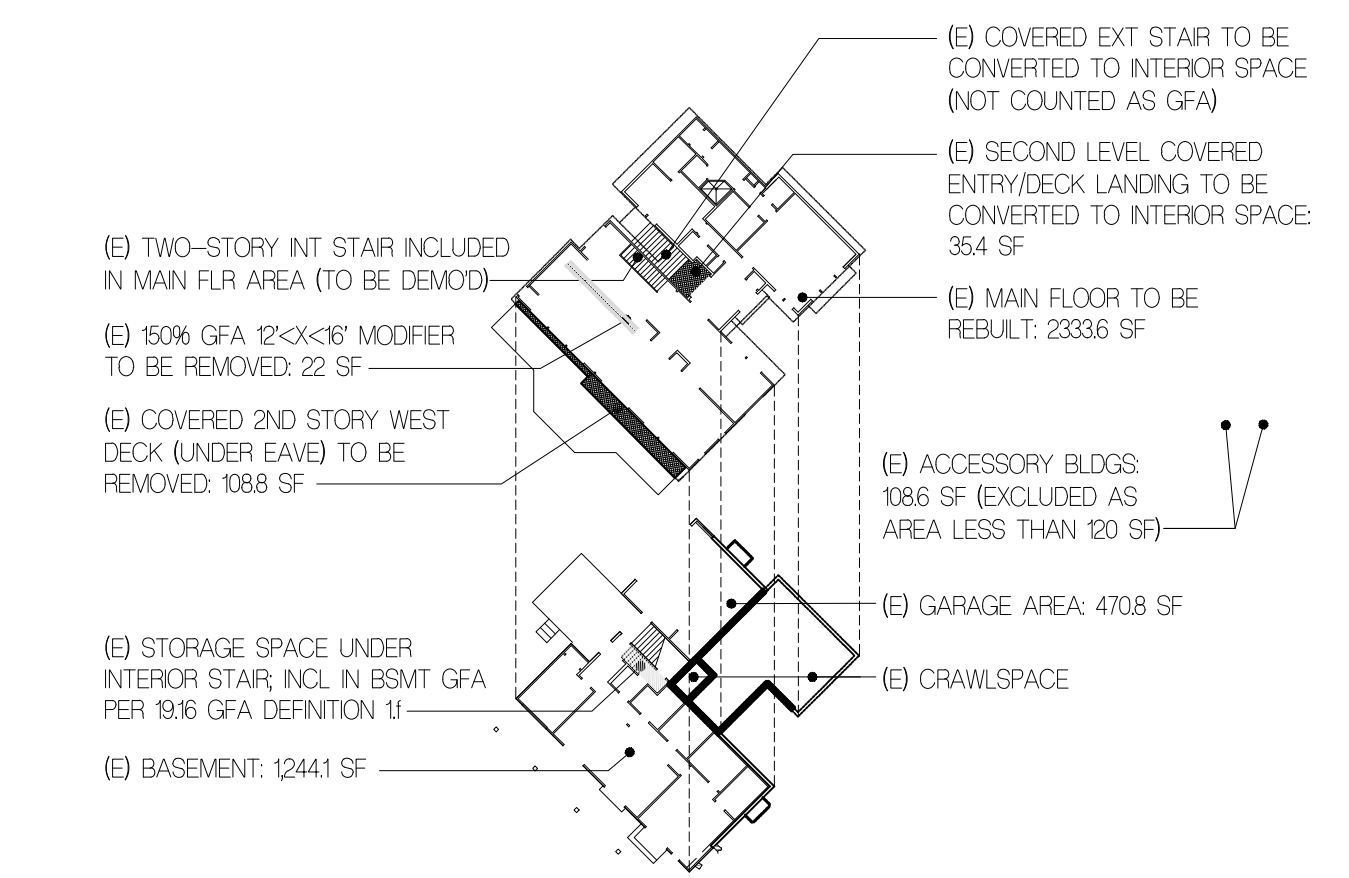 (E) COVERED EXT STAIR TO BE
CONVERTED TO INTERIOR SPACE
(NOT COUNTED AS GFA)
(E) SECOND LEVEL COVERED
ENTRY/DECK LANDING TO BE
CONVERTED TO INTERIOR SPACE:
35.4 SF
(E) MAIN FLOOR TO BE
REBUILT: 2333.6 SF
(E) TWO-STORY INT STAIR INCLUDED
IN MAIN FLR AREA (TO BE DEMO'D)
(E) 150% GFA 12'<X<16' MODIFIER
TO BE REMOVED: 22 SF
(E) COVERED 2ND STORY WEST
DECK (UNDER EAVE) TO BE
REMOVED: 108.8 SF
(E) ACCESSORY BLDGS:
108.6 SF (EXCLUDED AS
AREA LESS THAN 120 SF)
(E) GARAGE AREA: 470.8 SF
(E) CRAWLSPACE
(E) STORAGE SPACE UNDER
INTERIOR STAIR; INCL IN BSMT GFA
PER 19.16 GFA DEFINITION 1.f
(E) BASEMENT: 1,244.1 SF